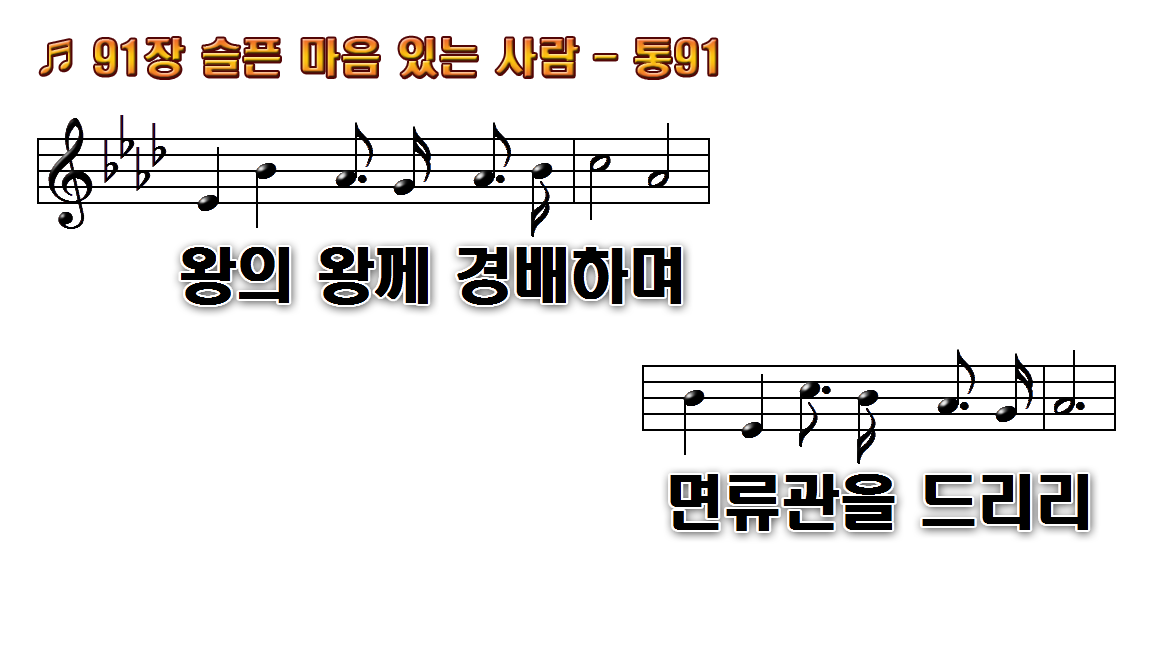 ♬ 91장 슬픈 마음 있는 사람 - 통91
왕의 왕께 경배하며
면류관을 드리리